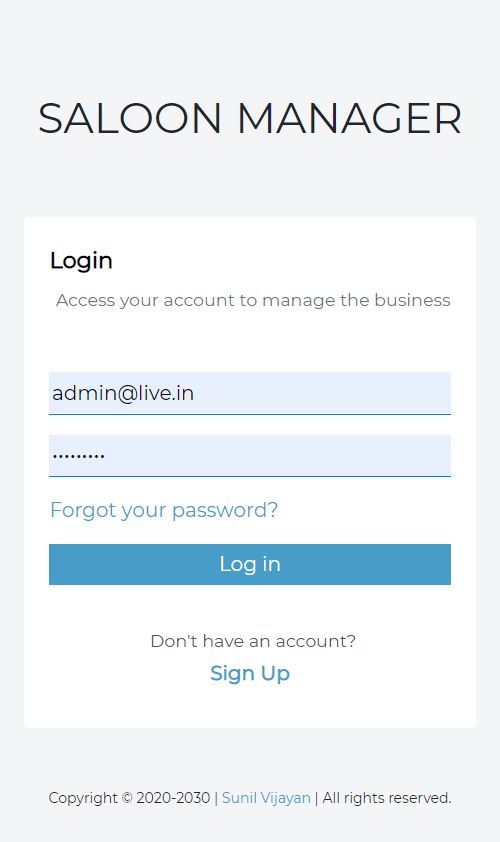 SALOON MANAGER
Login
Access your account to manage the business
admin@live.in
·········
Forgot your password?
Log in
Don't have an account?
Sign Up
Copyright © 2020-2030 | Sunil Vijayan | All rights reserved.